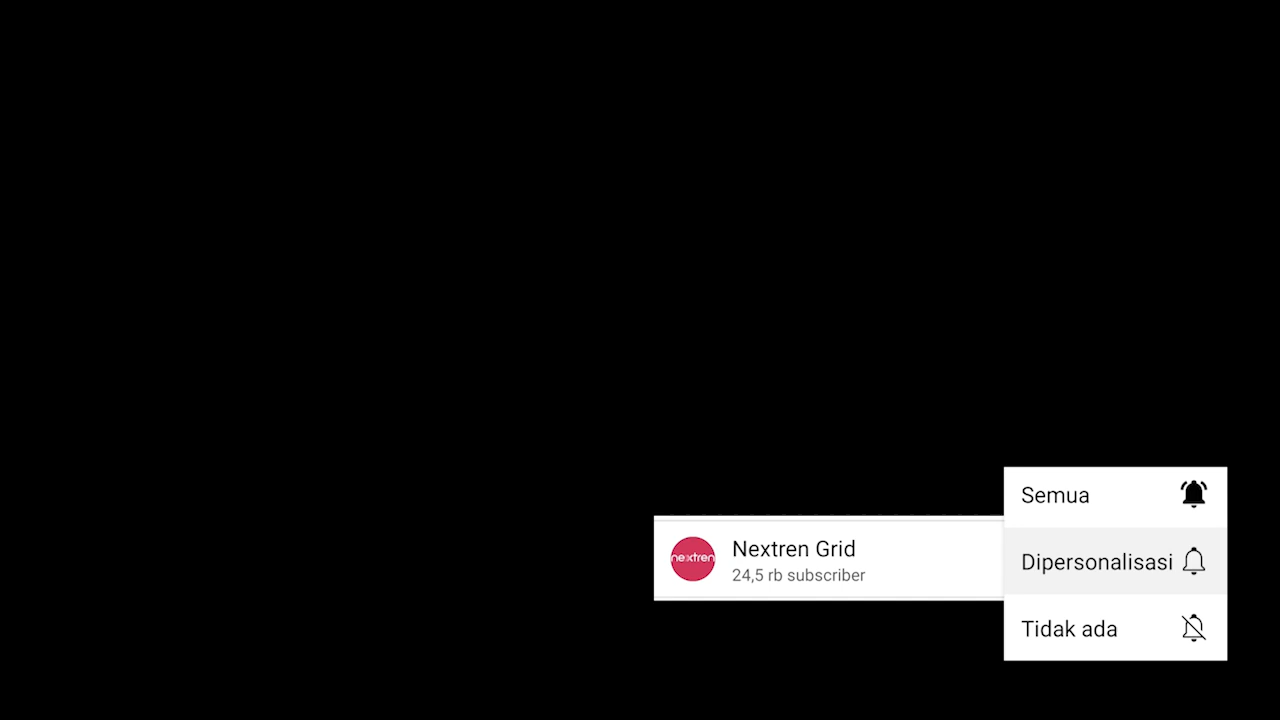 Semua
nextren
Nextren Grid
24,5 rb subscriber
Dipersonalisasi
Tidak ada